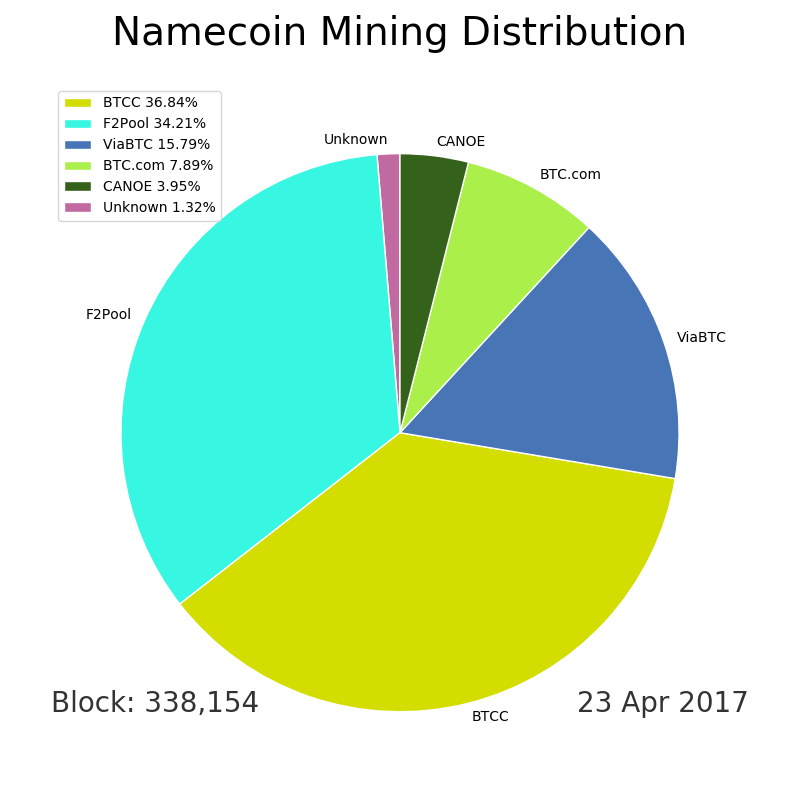 Namecoin Mining Distribution
BTCC 36.84%
F2Pool 34.21%
ViaBTC 15.79%
BTC.com 7.89%
CANOE 3.95%
Unknown 1.32%
Unknown
CANOE
BTC.com
F2Pool
ViaBTC
BTCC
Block: 338,154
23 Apr 2017